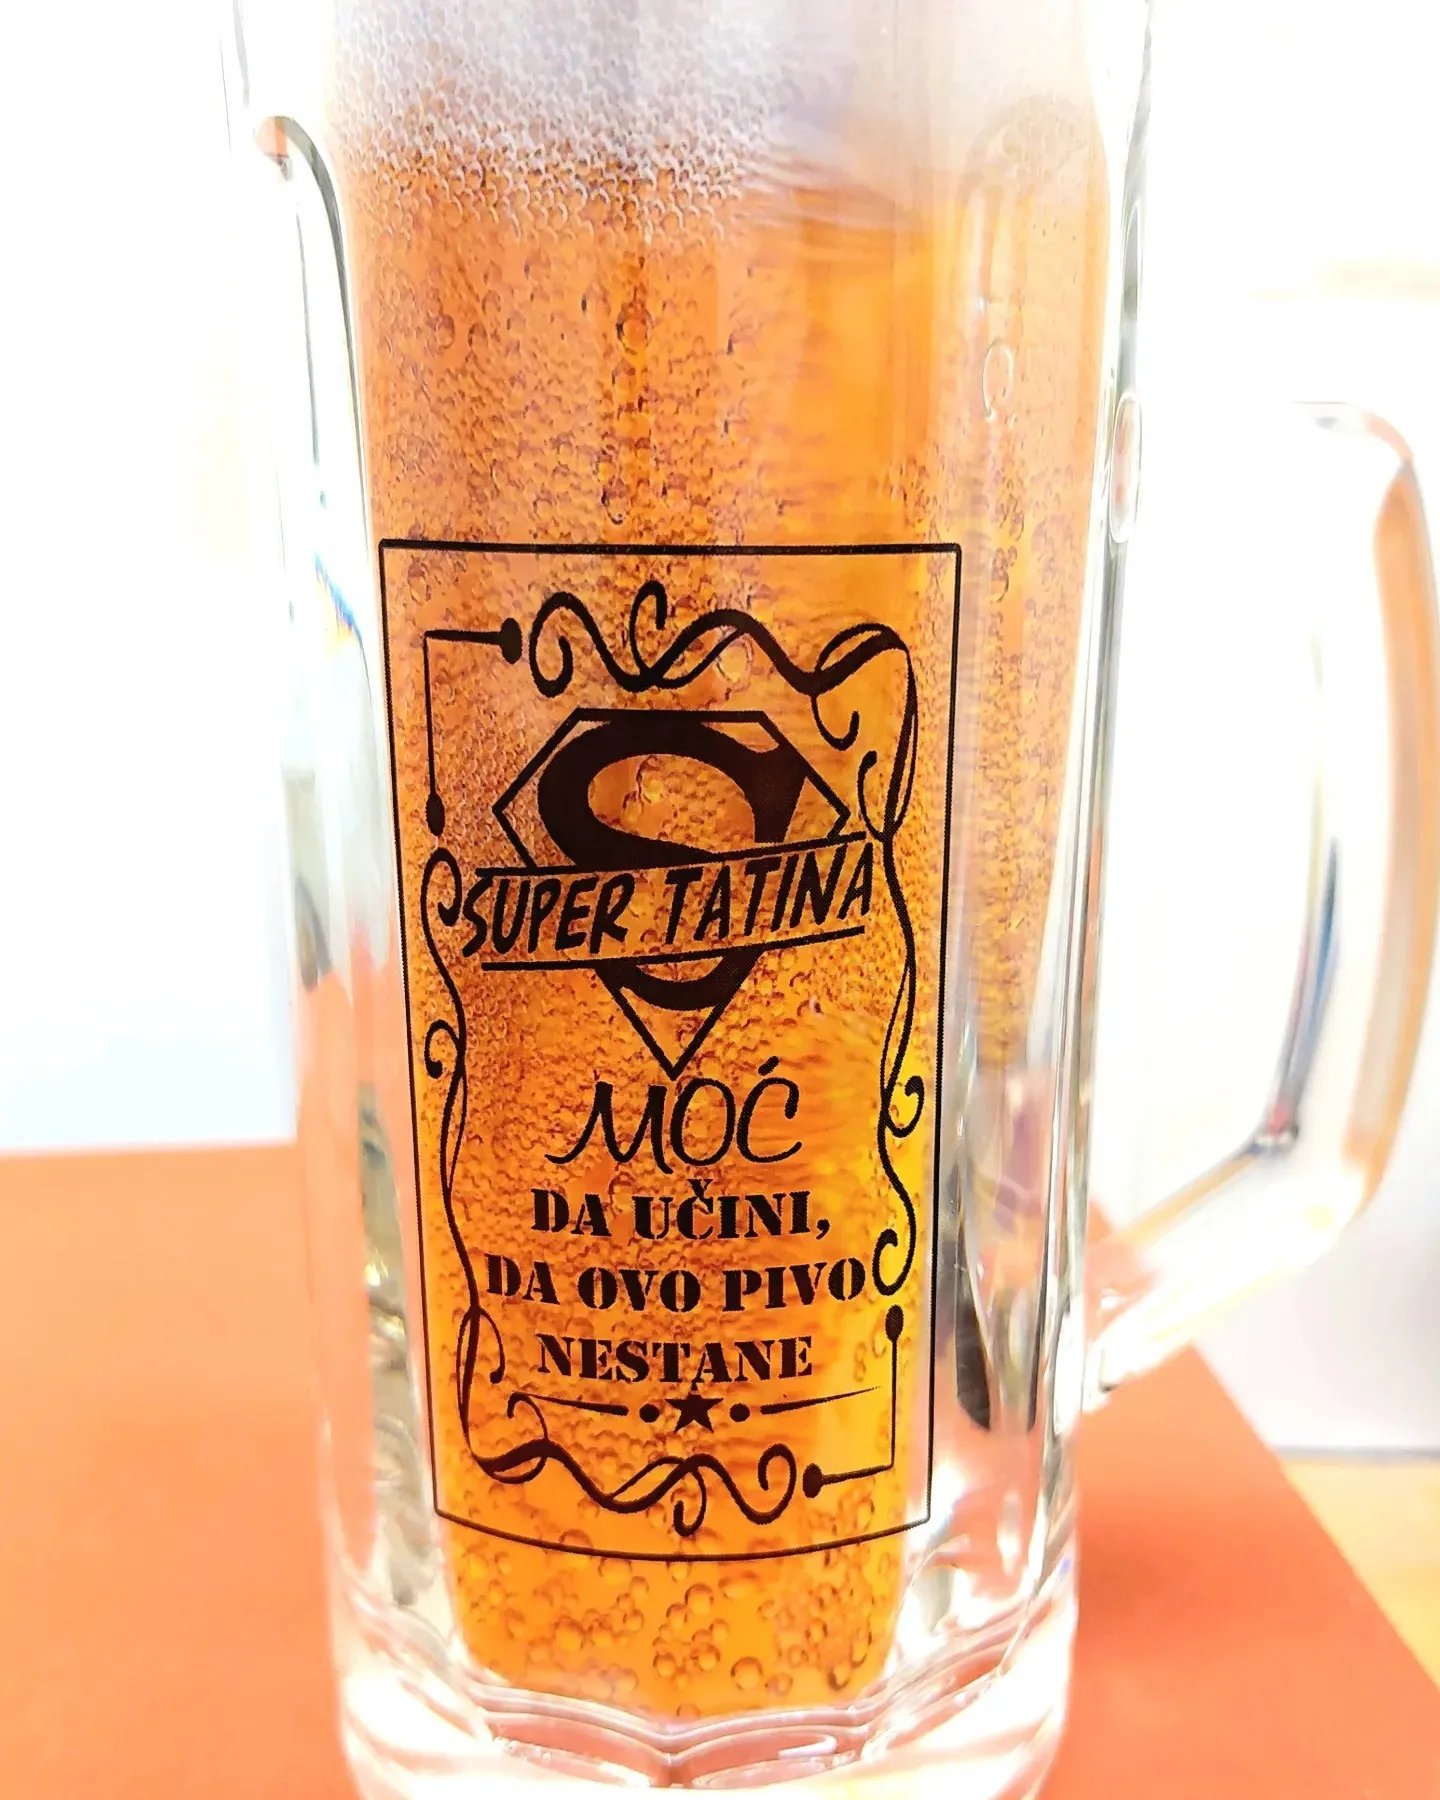 S
SUPER TATINA
MOĆ
DA UČINI,
DA OVO PIVO
NESTANE